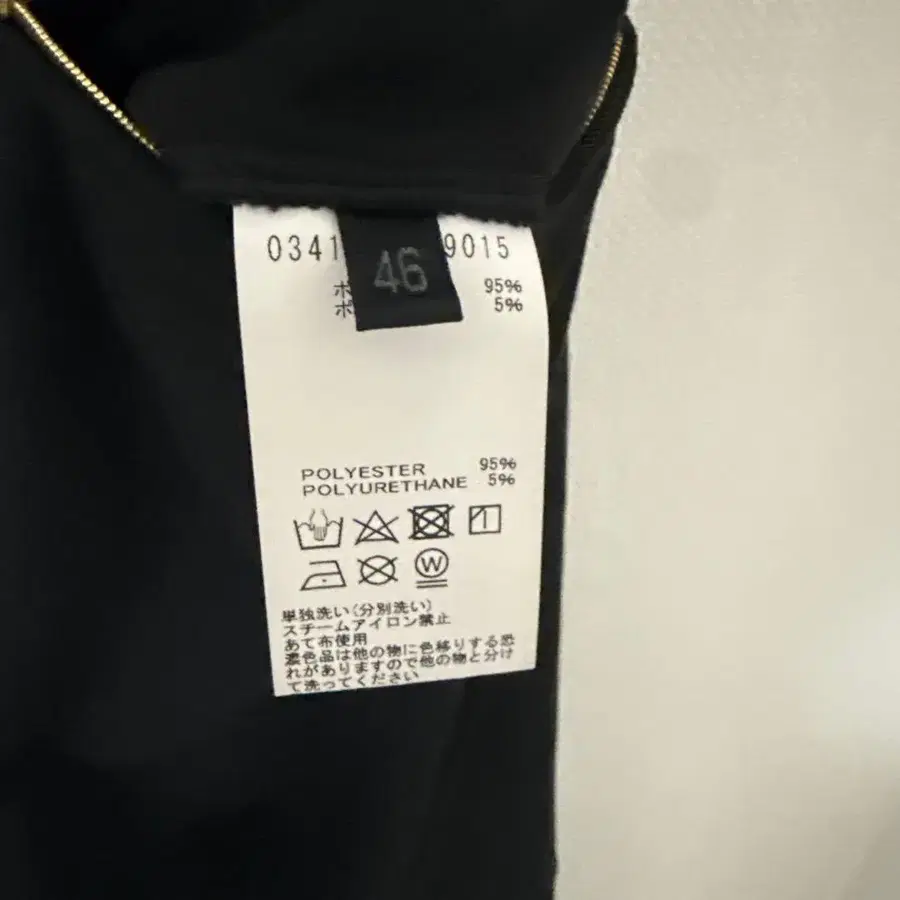 0341 46 9015
ポ 95%
ポ 5%
POLYESTER 95%
POLYURETHANE 5%
W
単独洗い(分別洗い)
スチームアイロン禁止
あて布使用
濃色品は他の物に色移りする恐
れがありますので他の物と分け
て洗ってください